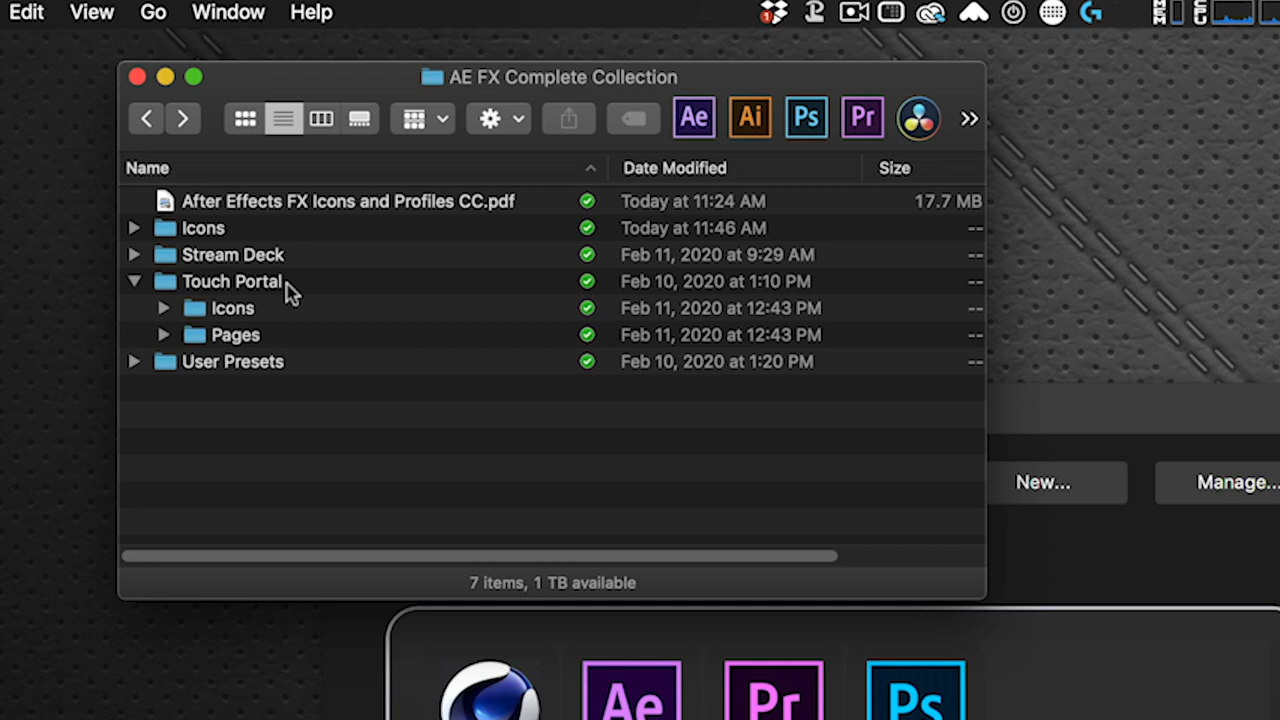 Edit View Go Window Help
1
MEM CPU
AE FX Complete Collection
Ae Ai Ps Pr
Name Date Modified Size
After Effects FX Icons and Profiles CC.pdf Today at 11:24 AM 17.7 MB
Icons Today at 11:46 AM --
Stream Deck Feb 11, 2020 at 9:29 AM --
Touch Portal Feb 10, 2020 at 1:10 PM --
Icons Feb 11, 2020 at 12:43 PM --
Pages Feb 11, 2020 at 12:43 PM --
User Presets Feb 10, 2020 at 1:20 PM --
New... Manage...
7 items, 1 TB available
Ae Pr Ps